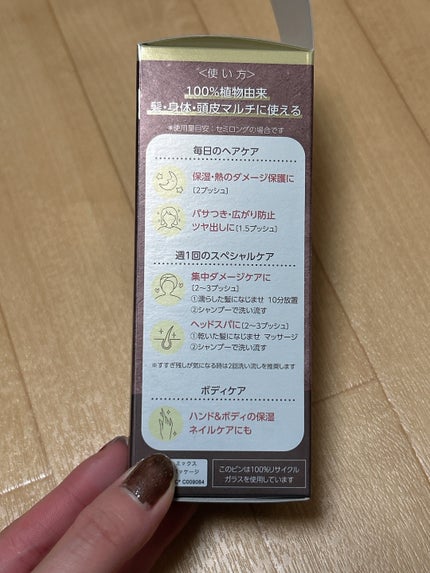 <使い方>
100%植物由来
髪・身体・頭皮マルチに使える
*使用量目安:セミロングの場合です
毎日のヘアケア
保湿・熱のダメージ保護に
[2プッシュ]
パサつき・広がり防止
ツヤ出しに[1.5プッシュ]
週1回のスペシャルケア
集中ダメージケアに
[2〜3プッシュ]
①濡らした髪になじませ 10分放置
②シャンプーで洗い流す
ヘッドスパに[2〜3プッシュ]
①乾いた髪になじませ マッサージ
②シャンプーで洗い流す
※すすぎ残しが気になる時は2回洗い流しを推奨します
ボディケア
ハンド&ボディの保湿
ネイルケアにも
ミックス
ッケージ
C009084
このビンは100%リサイクル
ガラスを使用しています